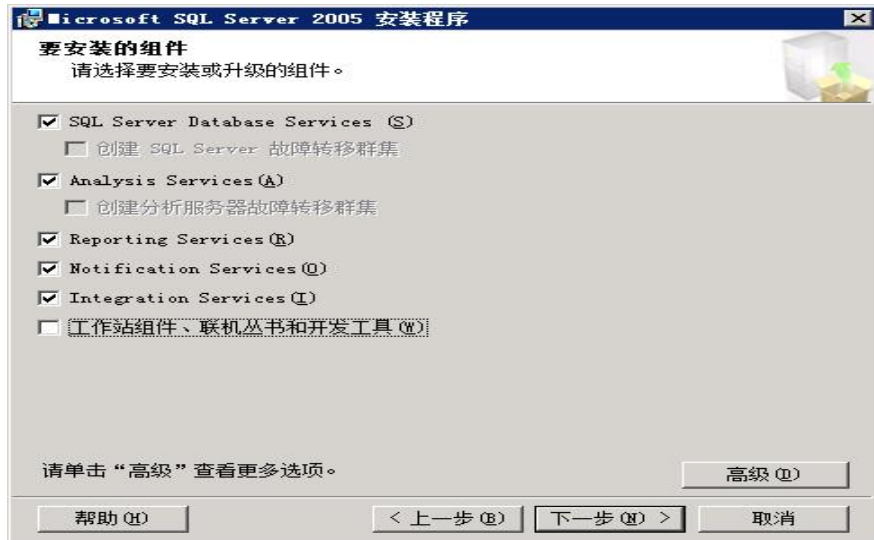 Microsoft SQL Server 2005 安装程序
要安装的组件
请选择要安装或升级的组件。
SQL Server Database Services (S)
创建 SQL Server 故障转移群集
Analysis Services(A)
创建分析服务器故障转移群集
Reporting Services(R)
Notification Services(O)
Integration Services(I)
工作站组件、联机丛书和开发工具(W)
请单击“高级”查看更多选项。
高级(D)
帮助(H)
< 上一步(B)
下一步(N) >
取消